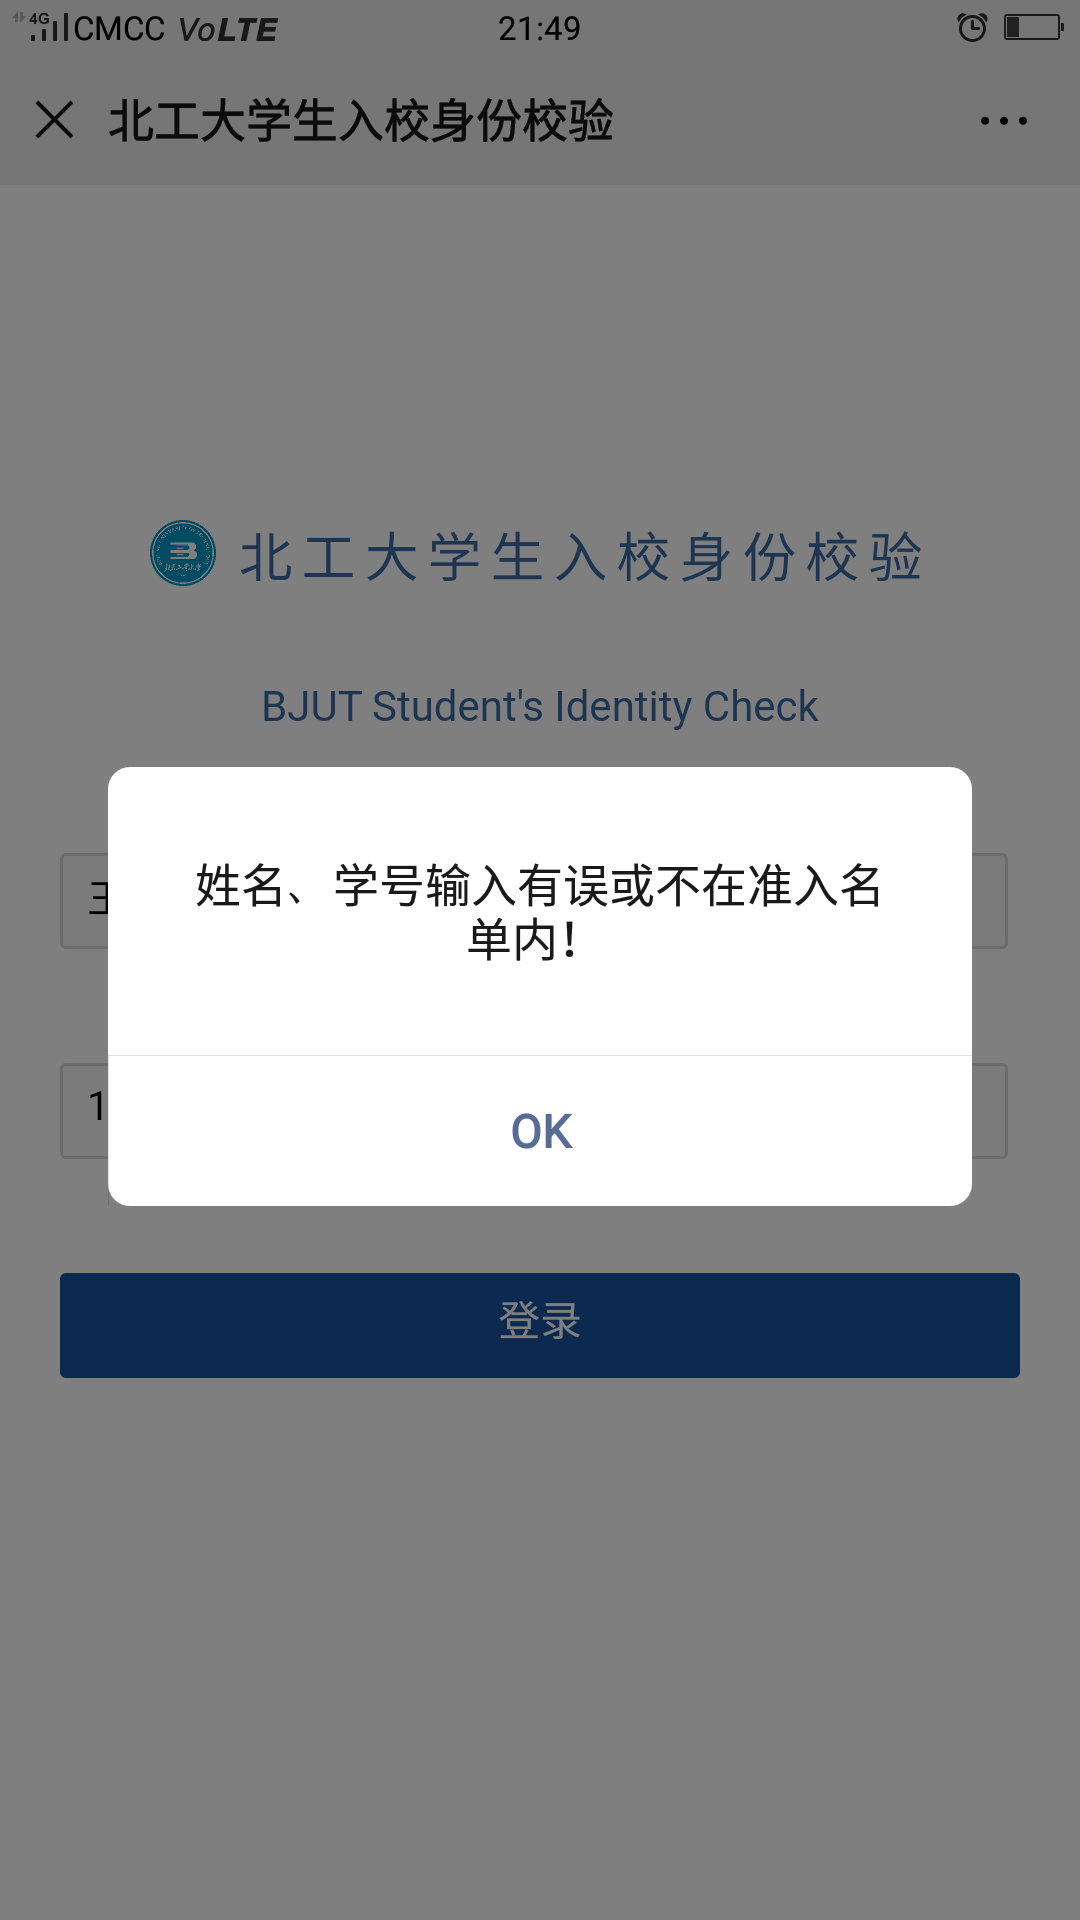 4G CMCC VoLTE 21:49
北工大学生入校身份校验
北工大学生入校身份校验
BJUT Student's Identity Check
姓名、学号输入有误或不在准入名
单内！
1
OK
登录